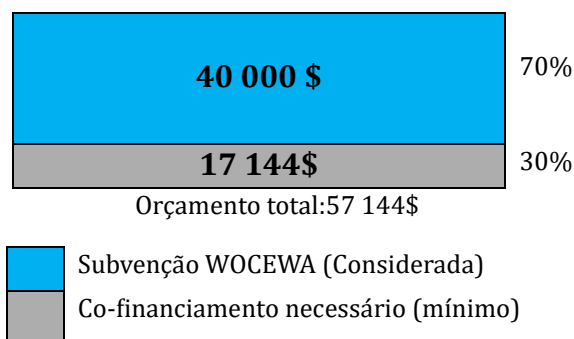 40 000 $
70%
17 144$
30%
Orçamento total:57 144$
Subvenção WOCEWA (Considerada)
Co-financiamento necessário (mínimo)